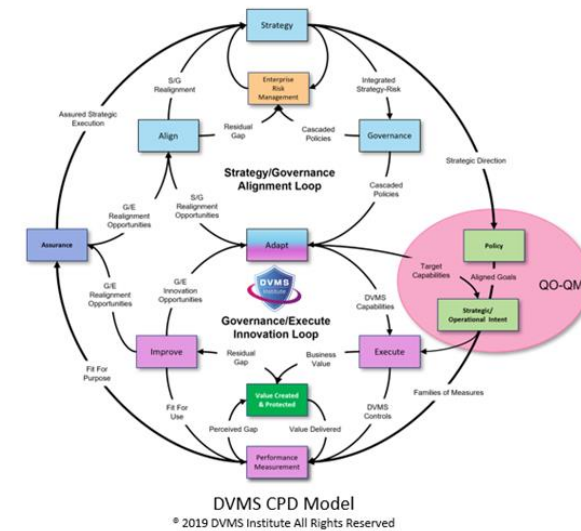 Strategy
S/G
Realignment
Enterprise
Risk
Management
Integrated
Strategy-Risk
Assured Strategic
Execution
Align
Residual
Gap
Cascaded
Policies
Governance
Strategy/Governance
Alignment Loop
Strategic Direction
Cascaded
Policies
G/E
Realignment
Opportunities
S/G
Realignment
Opportunities
Assurance
Adapt
Policy
Target
Capabilities
Aligned Goals
QO-QM
Strategic/
Operational Intent
DVMS
INSTITUTE
G/E
Realignment
Opportunities
G/E
Innovation
Opportunities
DVMS
Capabilities
Governance/Execute
Innovation Loop
Improve
Residual
Gap
Business
Value
Execute
Fit For
Purpose
Fit For
Use
Value Created
& Protected
DVMS
Controls
Families of Measures
Perceived Gap
Value Delivered
Performance
Measurement
DVMS CPD Model
® 2019 DVMS Institute All Rights Reserved